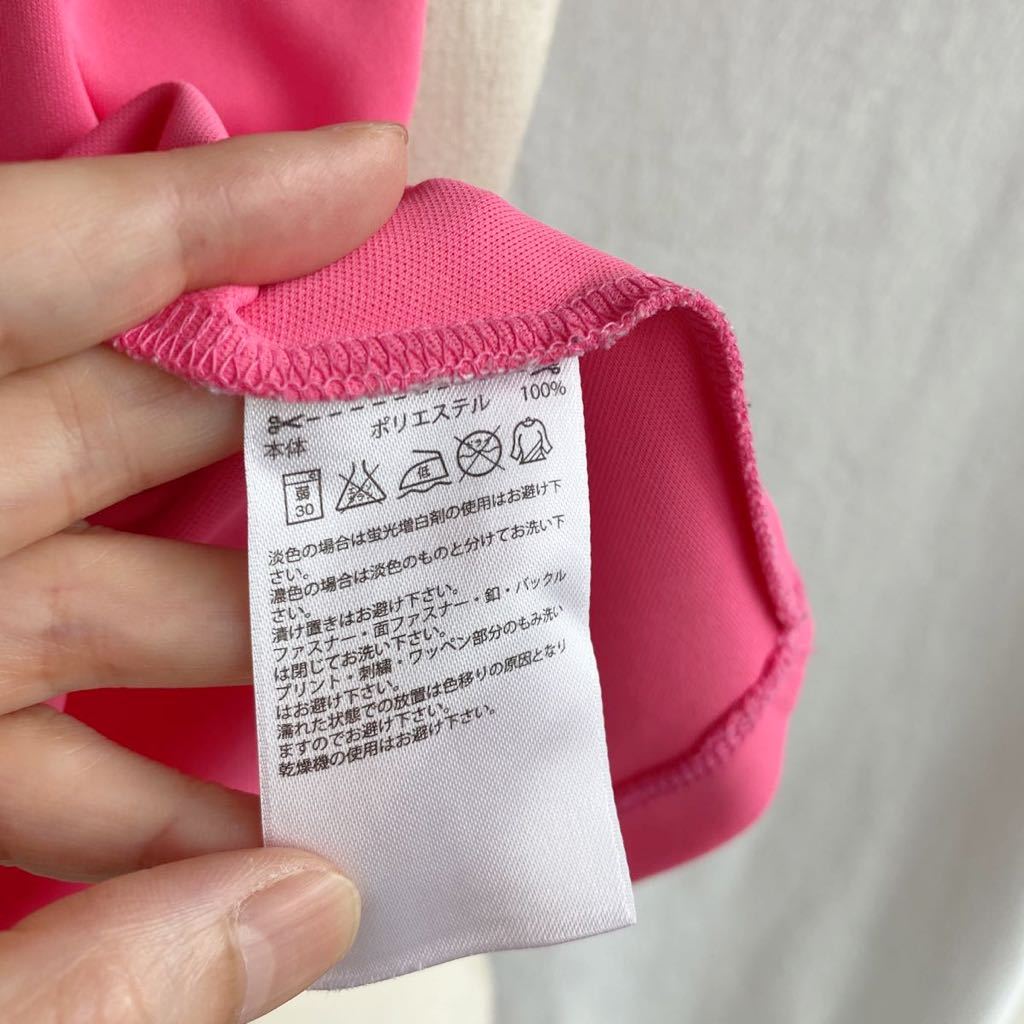 本体 ポリエステル 100%
弱 30 低
淡色の場合は蛍光増白剤の使用はお避け下
さい。
濃色の場合は淡色のものと分けてお洗い下
さい。
漬け置きはお避け下さい。
ファスナー・面ファスナー・釦・バックル
は閉じてお洗い下さい。
プリント・刺繍・ワッペン部分のもみ洗い
はお避け下さい。
濡れた状態での放置は色移りの原因となり
ますのでお避け下さい。
乾燥機の使用はお避け下さい。